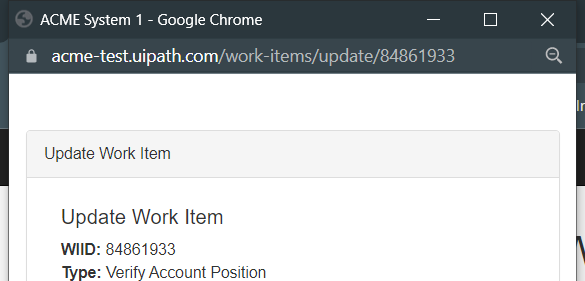 ACME System 1 - Google Chrome
acme-test.uipath.com/work-items/update/84861933
Update Work Item
Update Work Item
WIID: 84861933
Type: Verify Account Position